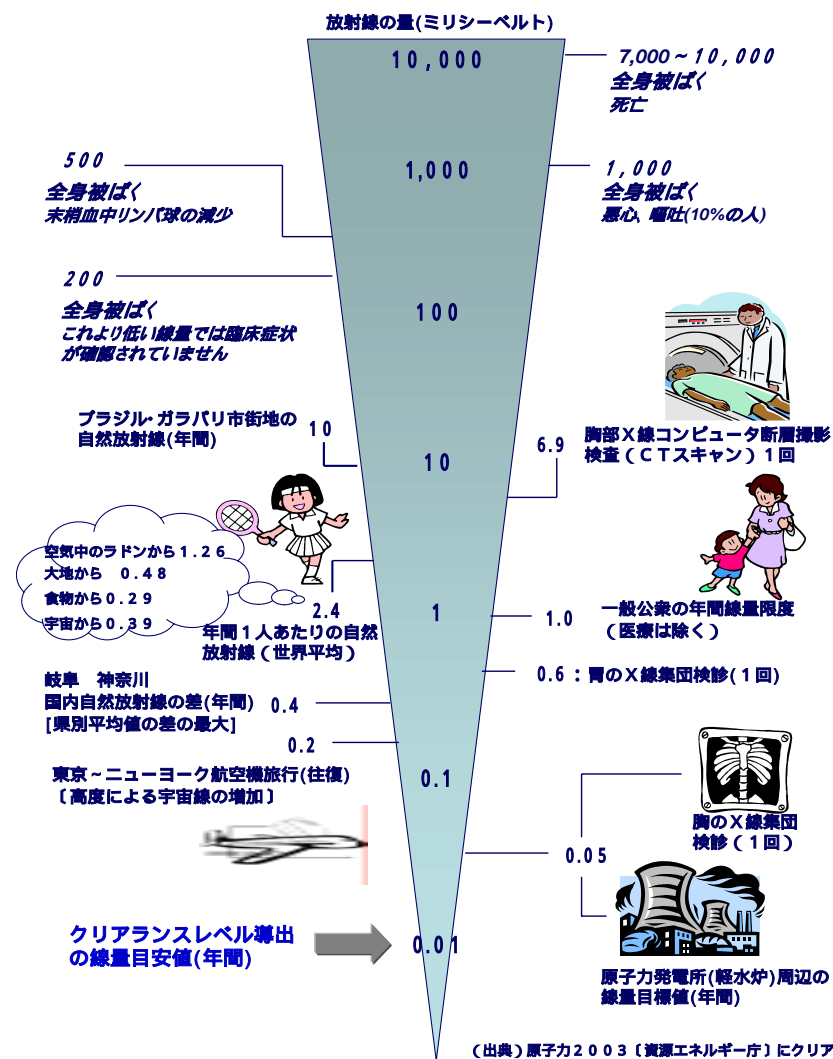 放射線の量(ミリシーベルト)
10,000
7,000～10,000
全身被ばく
死亡
500
全身被ばく
末梢血中リンパ球の減少
1,000
1,000
全身被ばく
悪心、嘔吐(10%の人)
200
全身被ばく
これより低い線量では臨床症状
が確認されていません
100
ブラジル・ガラパリ市街地の
自然放射線(年間)
10
10
6.9
胸部Ｘ線コンピュータ断層撮影
検査（ＣＴスキャン）１回
空気中のラドンから１.２６
大地から　０.４８
食物から０.２９
宇宙から０.３９
2.4
年間１人あたりの自然
放射線（世界平均）
1
1.0
一般公衆の年間線量限度
（医療は除く）
0.6：胃のＸ線集団検診(１回)
岐阜　神奈川
国内自然放射線の差(年間)
[県別平均値の差の最大]
0.4
0.2
東京～ニューヨーク航空機旅行(往復)
〔高度による宇宙線の増加〕
0.1
胸のＸ線集団
検診（１回）
0.05
クリアランスレベル導出
の線量目安値(年間)
0.01
原子力発電所(軽水炉)周辺の
線量目標値(年間)
（出典）原子力２００３〔資源エネルギー庁〕にクリア